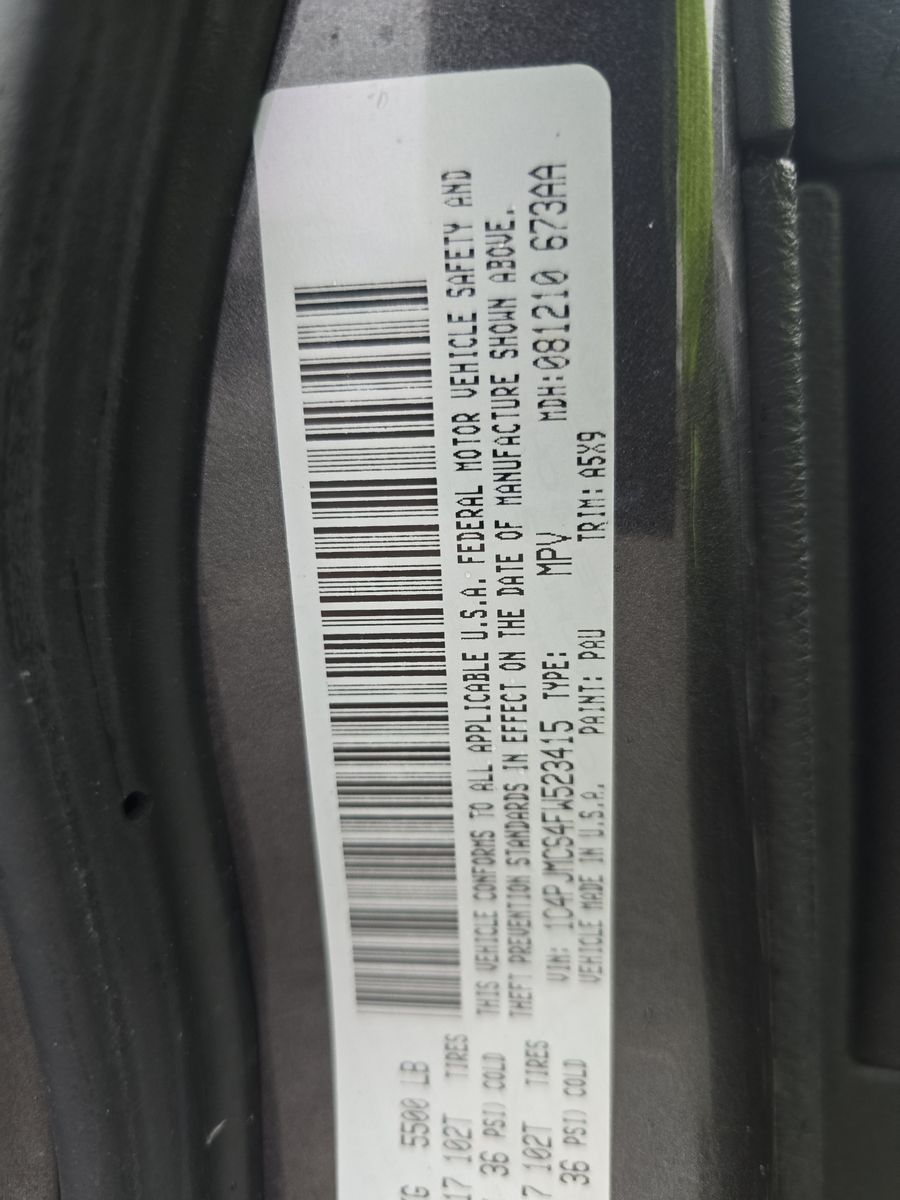 5500 LB
17 102T TIRES
36 PSI) COLD
7 102T TIRES
36 PSI) COLD
THIS VEHICLE CONFORMS TO ALL APPLICABLE U.S.A. FEDERAL MOTOR VEHICLE SAFETY AND
THEFT PREVENTION STANDARDS IN EFFECT ON THE DATE OF MANUFACTURE SHOWN ABOVE.
VIN: 1C4PJMCS4FW523415 TYPE: MPV MDH:081210 673AA
VEHICLE MADE IN U.S.A. PAINT: PAU TRIM: A5X9